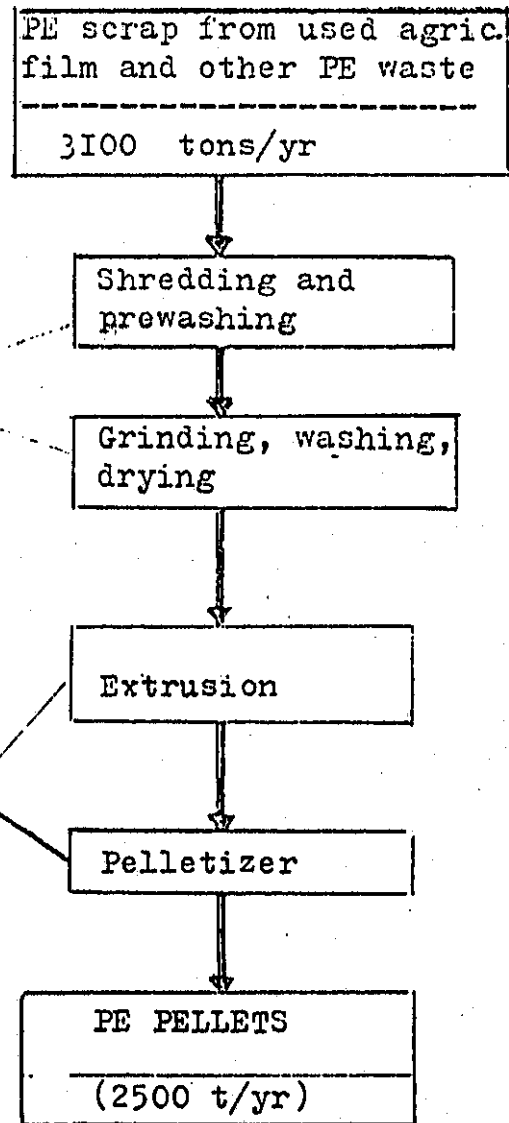 PE scrap from used agric.
film and other PE waste
3I00 tons/yr
Shredding and
prewashing
Grinding, washing,
drying
Extrusion
Pelletizer
PE PELLETS
(2500 t/yr)